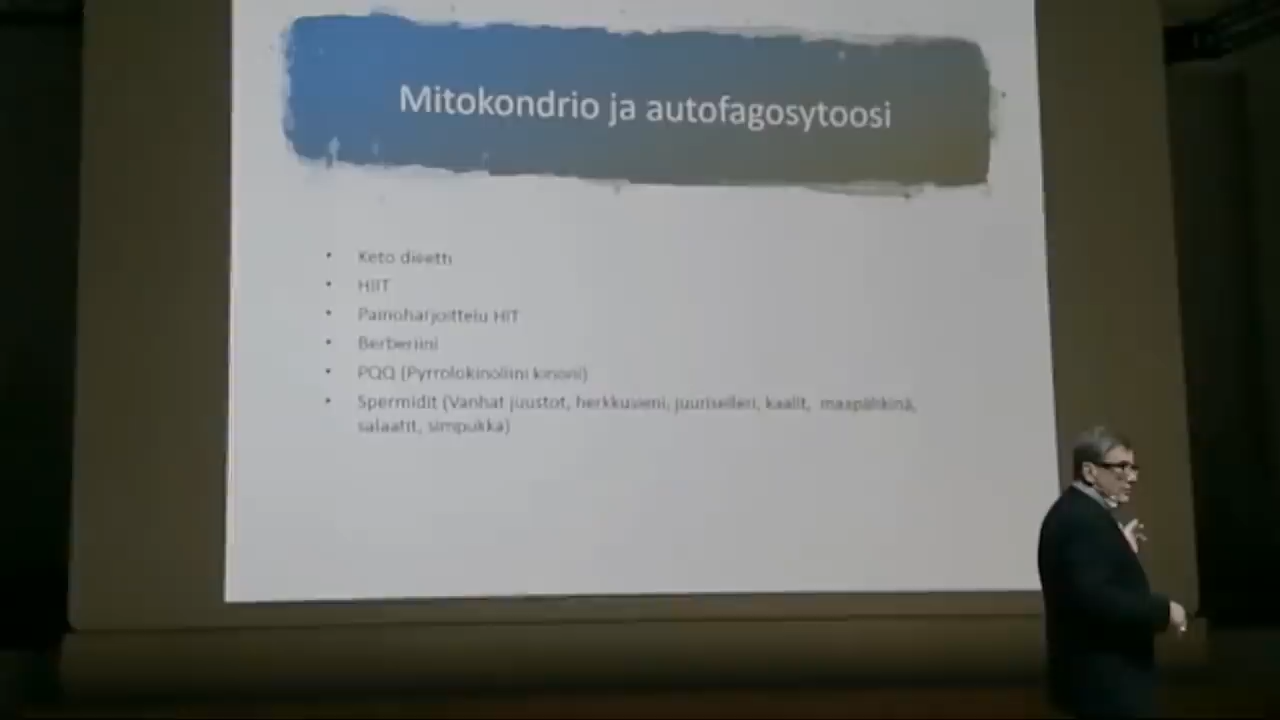 Mitokondrio ja autofagosytoosi
• Keto dieetti
• HIIT
• Painoharjoittelu HIT
• Berberiini
• PQQ (Pyrrolokinoliini kinoni)
• Spermidit (Vanhat juustot, herkkusieni, juuriselleri, kaalit, maapähkinä,
salaatit, simpukka)